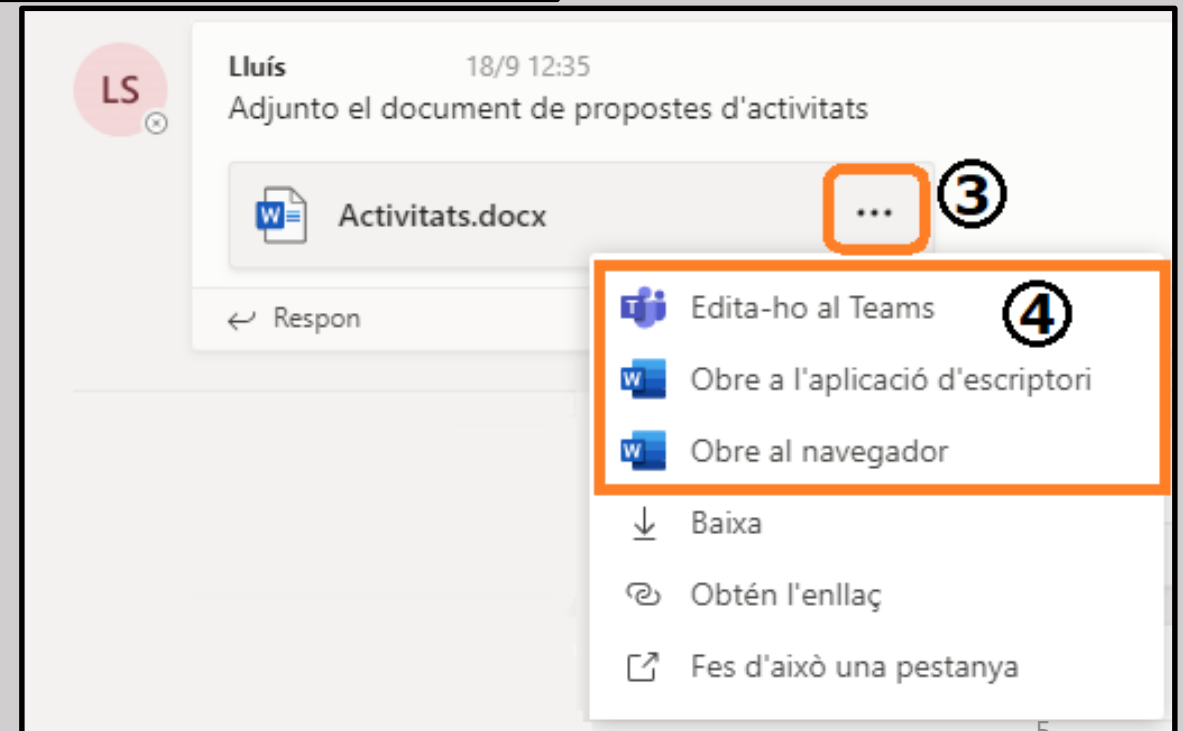 LS
Lluís 18/9 12:35
Adjunto el document de propostes d'activitats
Activitats.docx ... ③
Respon
Edita-ho al Teams ④
Obre a l'aplicació d'escriptori
Obre al navegador
Baixa
Obtén l'enllaç
Fes d'això una pestanya